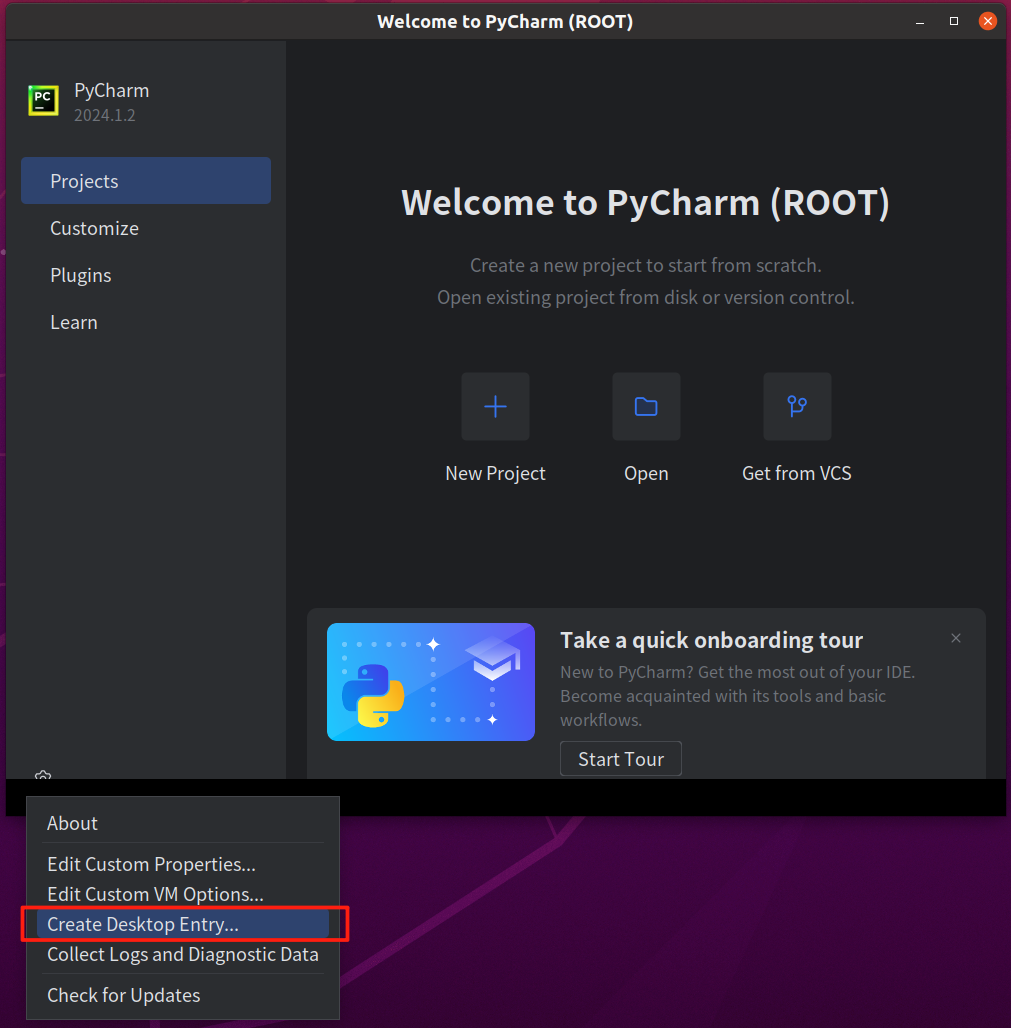 Welcome to PyCharm (ROOT)
PC
PyCharm
2024.1.2
Projects
Customize
Plugins
Learn
Welcome to PyCharm (ROOT)
Create a new project to start from scratch.
Open existing project from disk or version control.
New Project
Open
Get from VCS
Take a quick onboarding tour
New to PyCharm? Get the most out of your IDE.
Become acquainted with its tools and basic
workflows.
Start Tour
About
Edit Custom Properties...
Edit Custom VM Options...
Create Desktop Entry...
Collect Logs and Diagnostic Data
Check for Updates